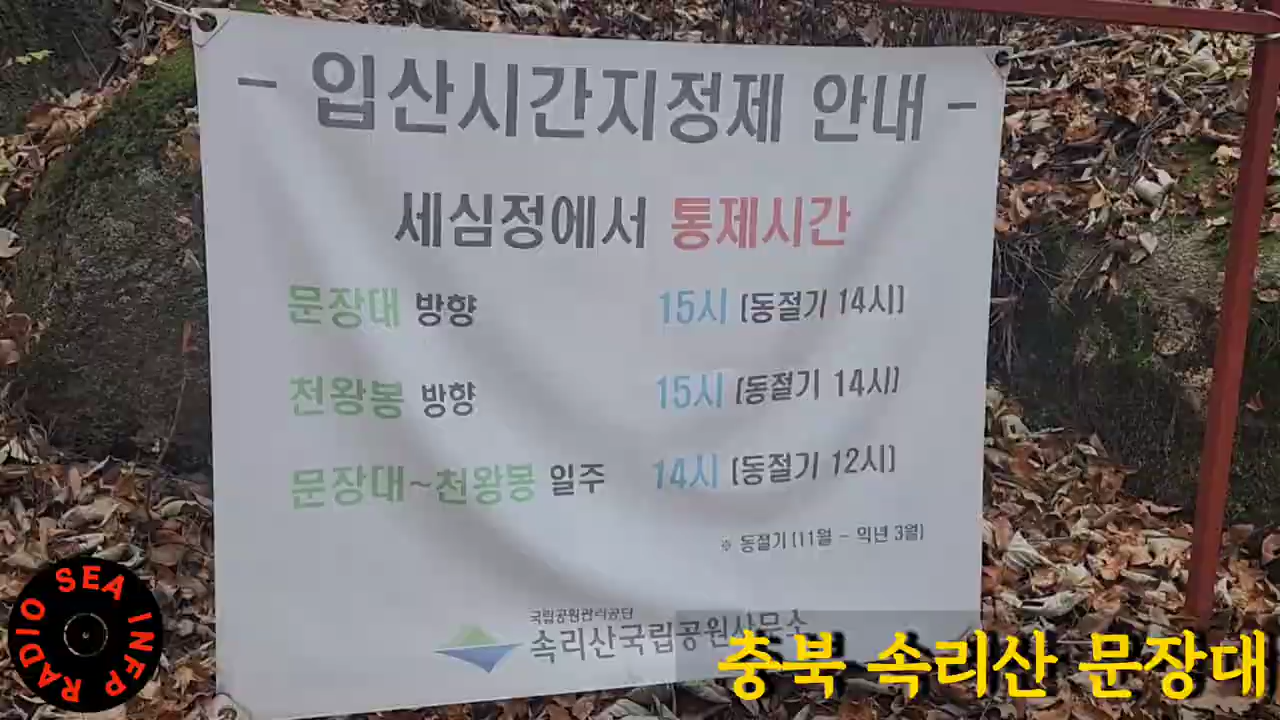 - 입산시간지정제 안내 -
세심정에서 통제시간
문장대 방향 15시 (동절기 14시)
천왕봉 방향 15시 (동절기 14시)
문장대~천왕봉 일주 14시 (동절기 12시)
※ 동절기 (11월 - 익년 3월)
국립공원관리공단
속리산국립공원사무소
충북 속리산 문장대
RADIO SEA INFP